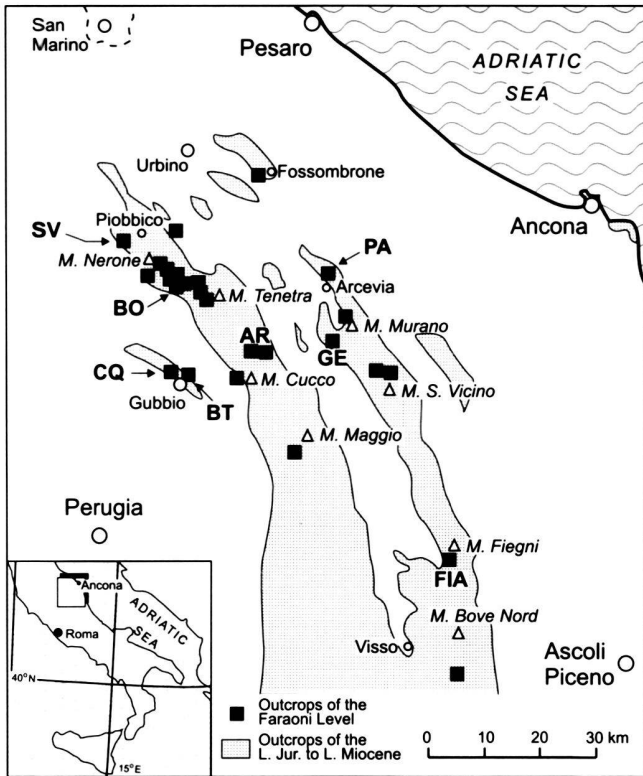 San
Marino
Pesaro
ADRIATIC
SEA
Urbino
Fossombrone
Ancona
Piobbico
SV
PA
M. Nerone
Arcevia
M. Tenetra
BO
M. Murano
AR
GE
CQ
M. Cucco
M. S. Vicino
BT
Gubbio
M. Maggio
Perugia
M. Fiegni
FIA
M. Bove Nord
Visso
Ascoli
Piceno
Ancona
ADRIATIC
SEA
Roma
40°N
15°E
Outcrops of the
Faraoni Level
Outcrops of the
L. Jur. to L. Miocene
0 10 20 30 km